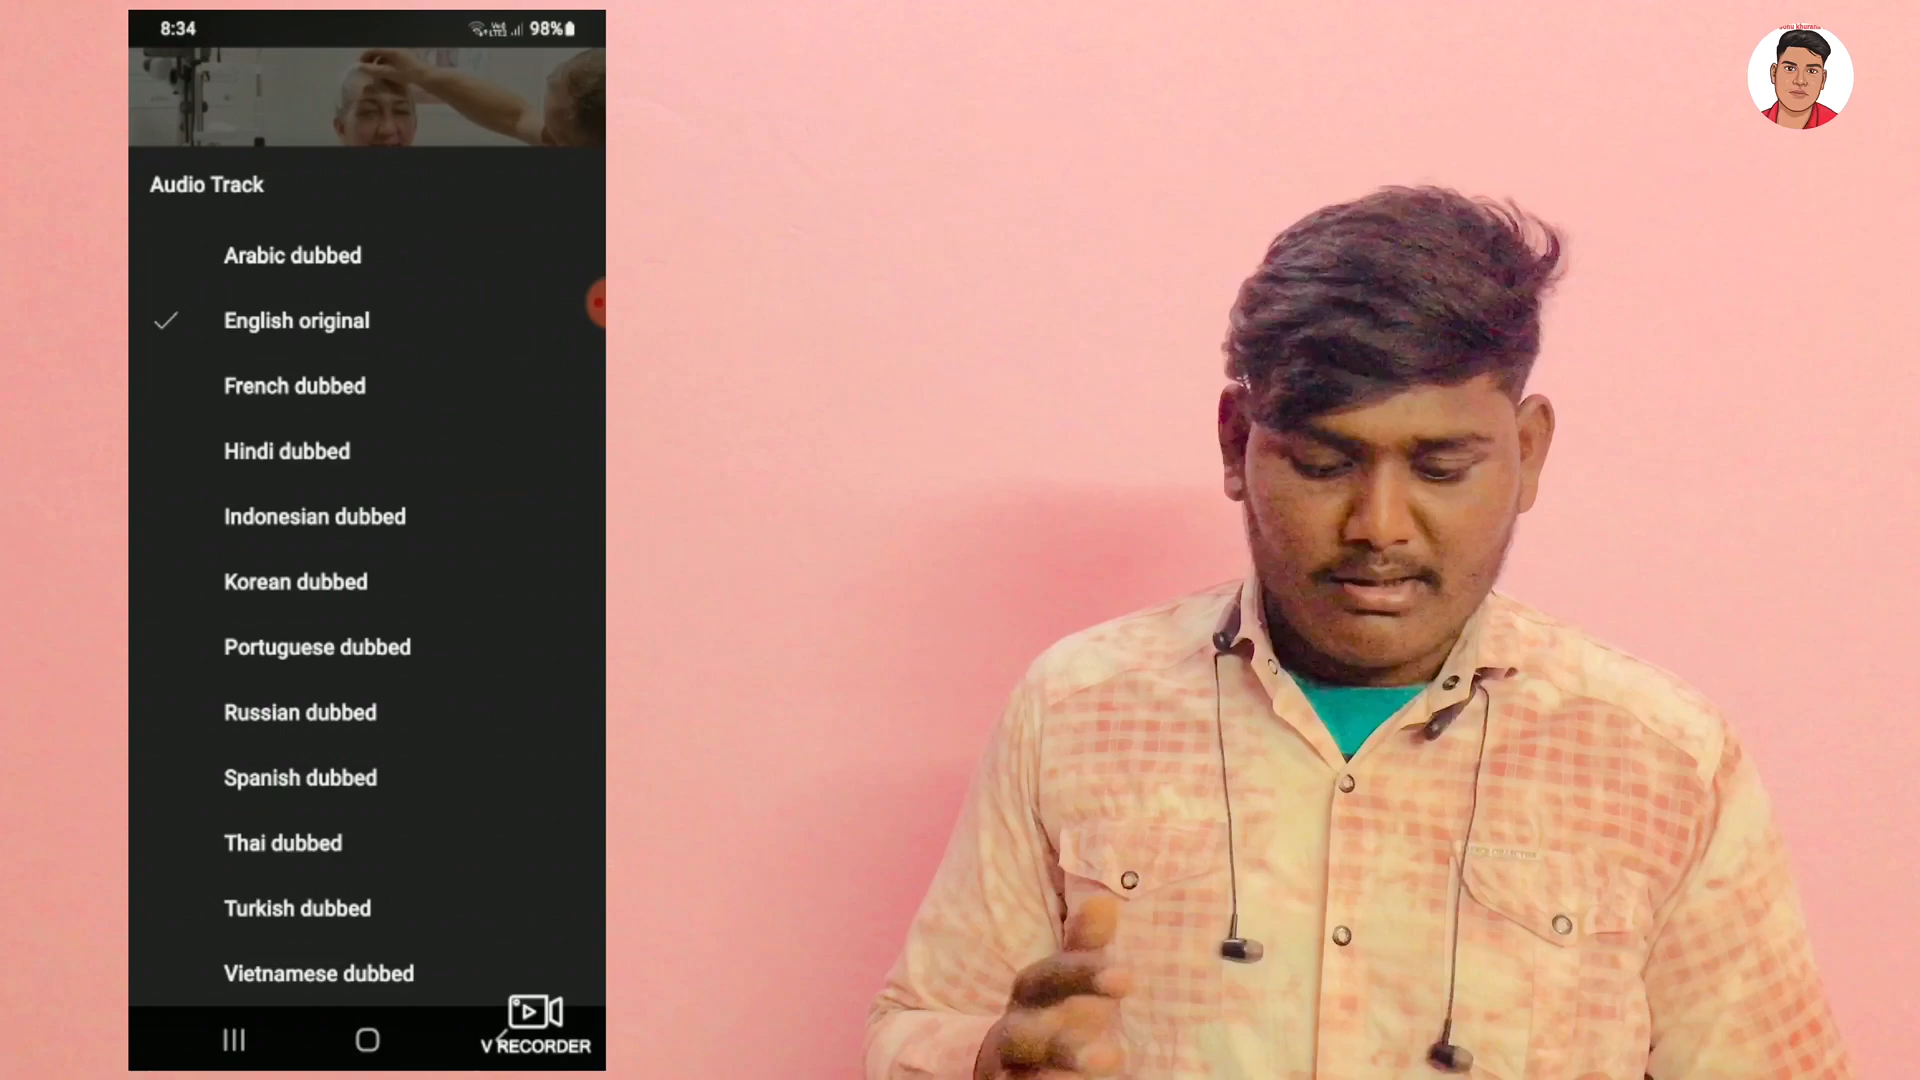 8:34
98%
Audio Track
Arabic dubbed
English original
French dubbed
Hindi dubbed
Indonesian dubbed
Korean dubbed
Portuguese dubbed
Russian dubbed
Spanish dubbed
Thai dubbed
Turkish dubbed
Vietnamese dubbed
V RECORDER